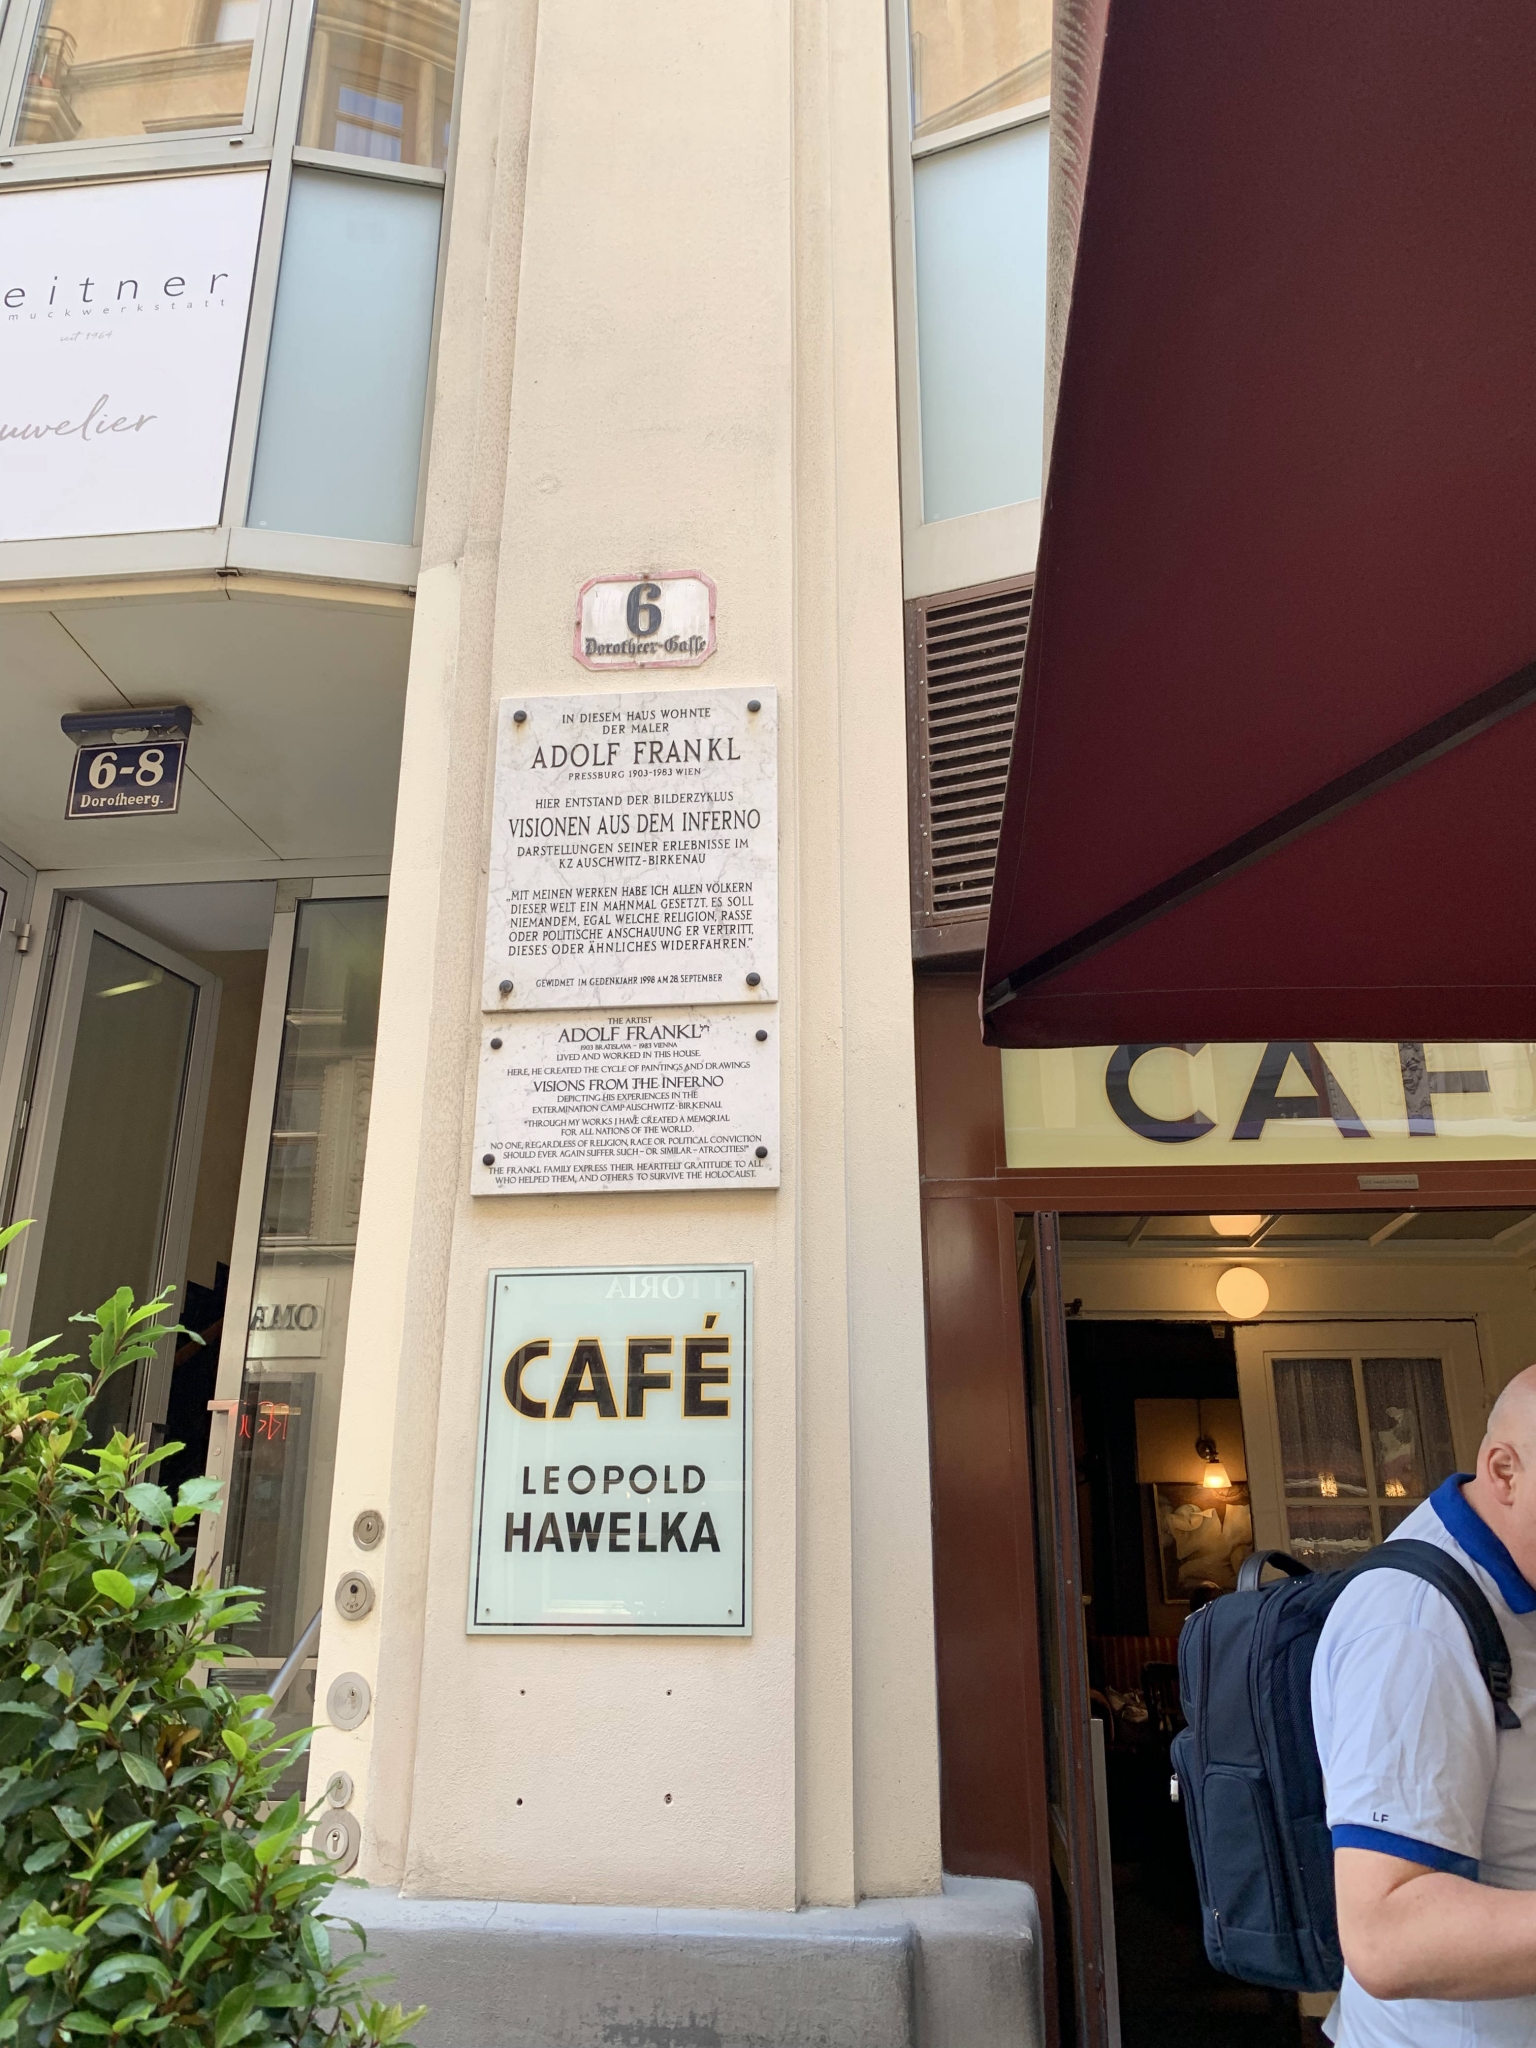 eitner
muckwerkstatt
seit 1964
uwelier
6
Dorotheer-Gasse
6-8
Dorotheerg.
IN DIESEM HAUS WOHNTE
DER MALER
ADOLF FRANKL
PRESSBURG 1903-1983 WIEN
HIER ENTSTAND DER BILDERZYKLUS
VISIONEN AUS DEM INFERNO
DARSTELLUNGEN SEINER ERLEBNISSE IM
KZ AUSCHWITZ-BIRKENAU
„MIT MEINEN WERKEN HABE ICH ALLEN VÖLKERN
DIESER WELT EIN MAHNMAL GESETZT. ES SOLL
NIEMANDEM, EGAL WELCHE RELIGION, RASSE
ODER POLITISCHE ANSCHAUUNG ER VERTRITT,
DIESES ODER ÄHNLICHES WIDERFAHREN."
GEWIDMET IM GEDENKJAHR 1998 AM 28. SEPTEMBER
THE ARTIST
ADOLF FRANKL
1903 BRATISLAVA - 1983 VIENNA
LIVED AND WORKED IN THIS HOUSE.
HERE, HE CREATED THE CYCLE OF PAINTINGS AND DRAWINGS
VISIONS FROM THE INFERNO
DEPICTING HIS EXPERIENCES IN THE
EXTERMINATION CAMP AUSCHWITZ-BIRKENAU.
"THROUGH MY WORKS I HAVE CREATED A MEMORIAL
FOR ALL NATIONS OF THE WORLD.
NO ONE, REGARDLESS OF RELIGION, RACE OR POLITICAL CONVICTION
SHOULD EVER AGAIN SUFFER SUCH - OR SIMILAR - ATROCITIES!"
THE FRANKL FAMILY EXPRESS THEIR HEARTFELT GRATITUDE TO ALL
WHO HELPED THEM, AND OTHERS TO SURVIVE THE HOLOCAUST.
CAFÉ
LEOPOLD
HAWELKA
CAF
LF